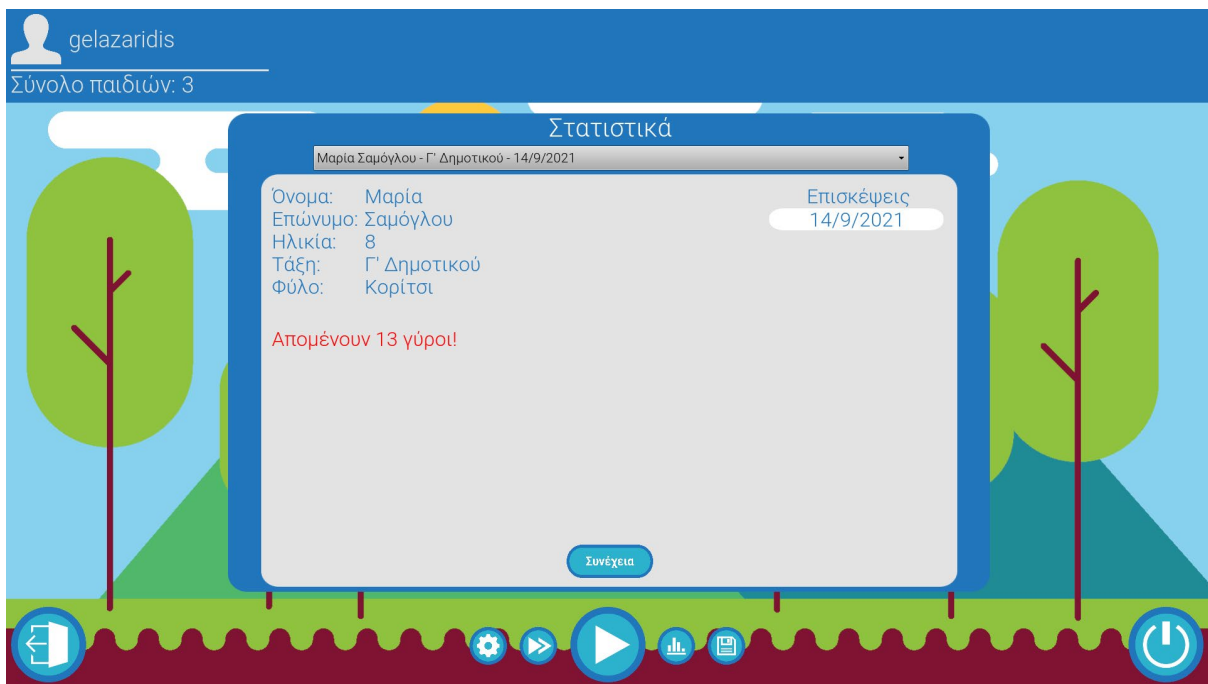 gelazaridis
Σύνολο παιδιών: 3
Στατιστικά
Μαρία Σαμόγλου - Γ' Δημοτικού - 14/9/2021
Όνομα: Μαρία
Επώνυμο: Σαμόγλου
Ηλικία: 8
Τάξη: Γ' Δημοτικού
Φύλο: Κορίτσι
Επισκέψεις
14/9/2021
Απομένουν 13 γύροι!
Συνέχεια